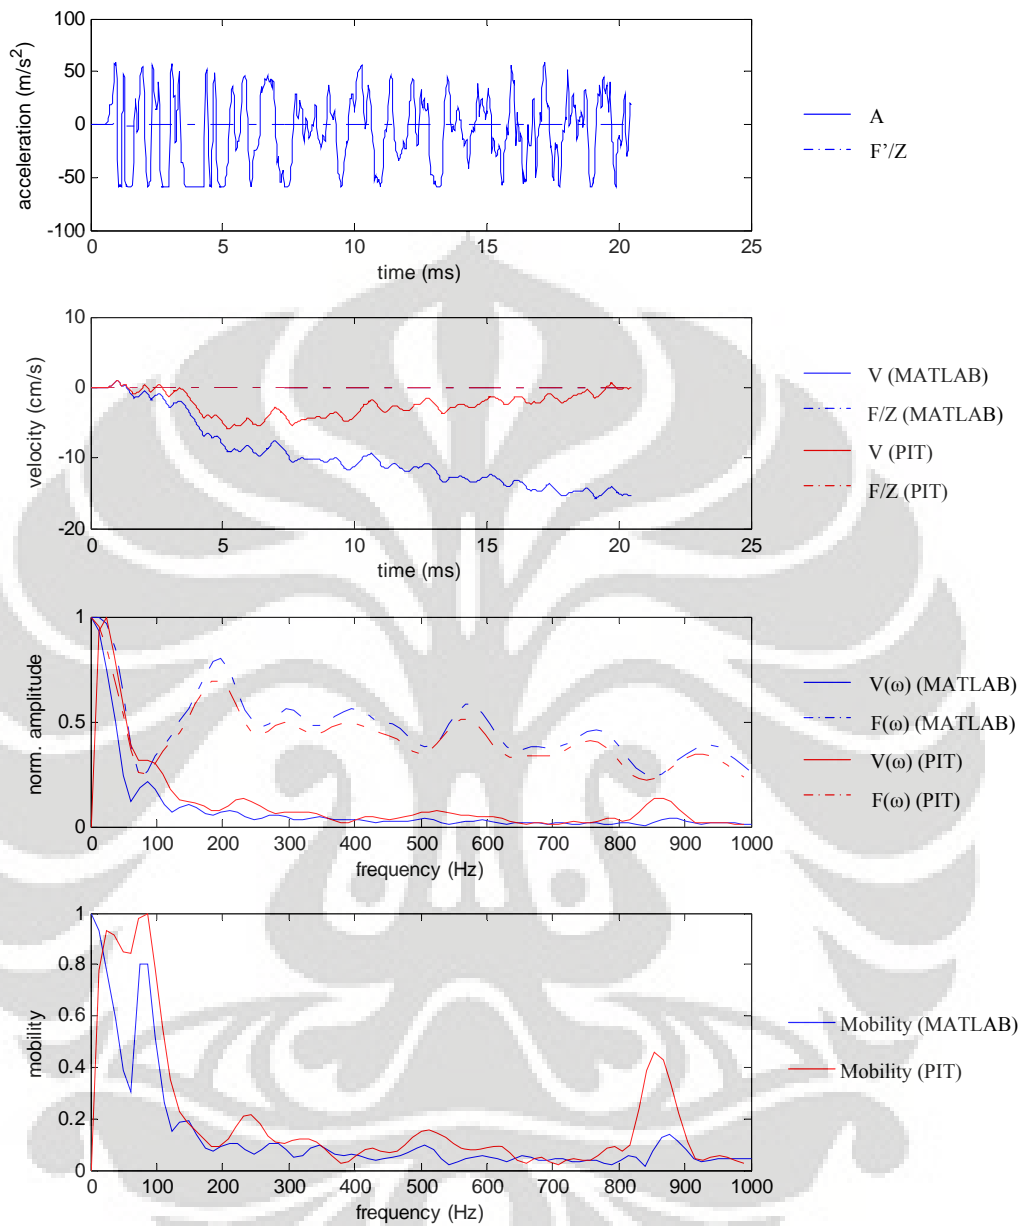 100
50
0
-50
-100
acceleration (m/s²)
0 5 10 15 20 25
time (ms)
A
F’/Z
10
0
-10
-20
velocity (cm/s)
0 5 10 15 20 25
time (ms)
V (MATLAB)
F/Z (MATLAB)
V (PIT)
F/Z (PIT)
1
0.5
0
norm. amplitude
0 100 200 300 400 500 600 700 800 900 1000
frequency (Hz)
V(ω) (MATLAB)
F(ω) (MATLAB)
V(ω) (PIT)
F(ω) (PIT)
1
0.8
0.6
0.4
0.2
0
mobility
0 100 200 300 400 500 600 700 800 900 1000
frequency (Hz)
Mobility (MATLAB)
Mobility (PIT)